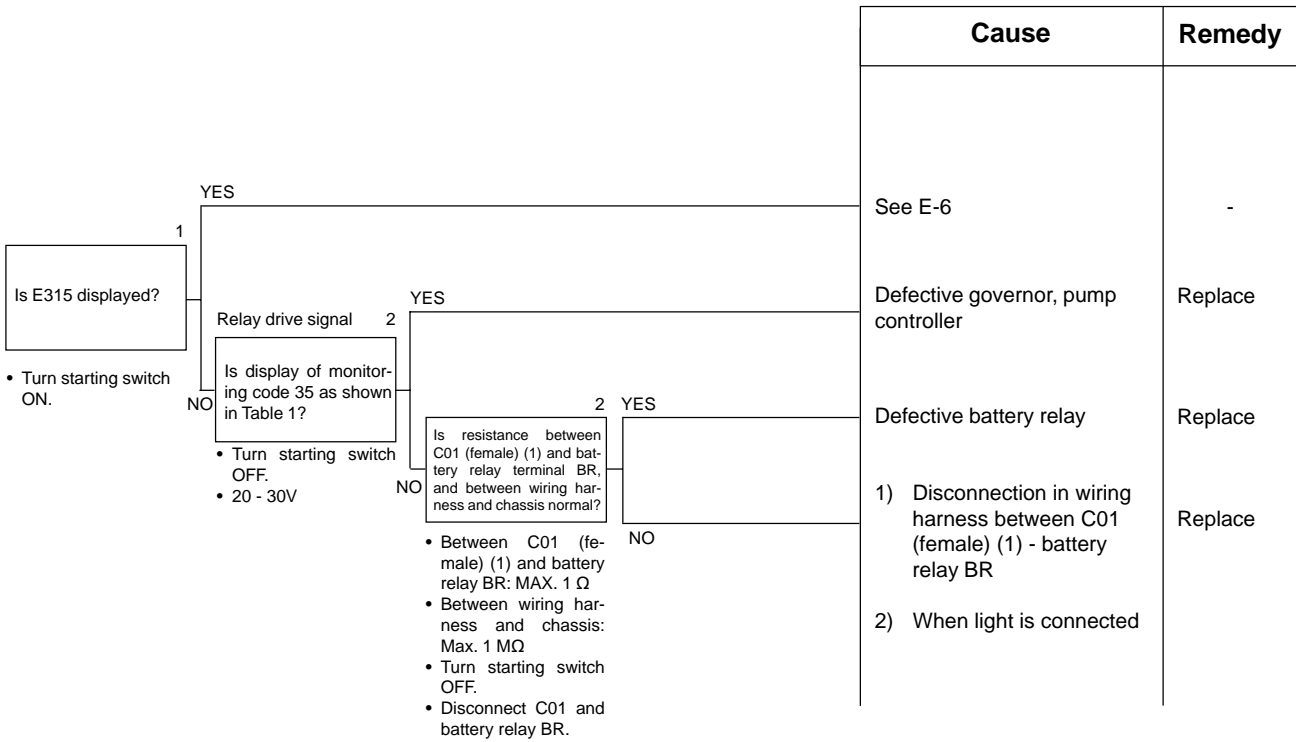 Cause
Remedy
YES
See E-6
-
1
Is E315 displayed?
YES
Defective governor, pump
controller
Replace
Relay drive signal
2
Is display of monitor-
ing code 35 as shown
in Table 1?
• Turn starting switch
ON.
NO
2
YES
Defective battery relay
Replace
• Turn starting switch
OFF.
• 20 - 30V
Is resistance between
C01 (female) (1) and bat-
tery relay terminal BR,
and between wiring har-
ness and chassis normal?
NO
1) Disconnection in wiring
harness between C01
(female) (1) - battery
relay BR
Replace
NO
• Between C01 (fe-
male) (1) and battery
relay BR: MAX. 1 Ω
• Between wiring har-
ness and chassis:
Max. 1 MΩ
• Turn starting switch
OFF.
• Disconnect C01 and
battery relay BR.
2) When light is connected